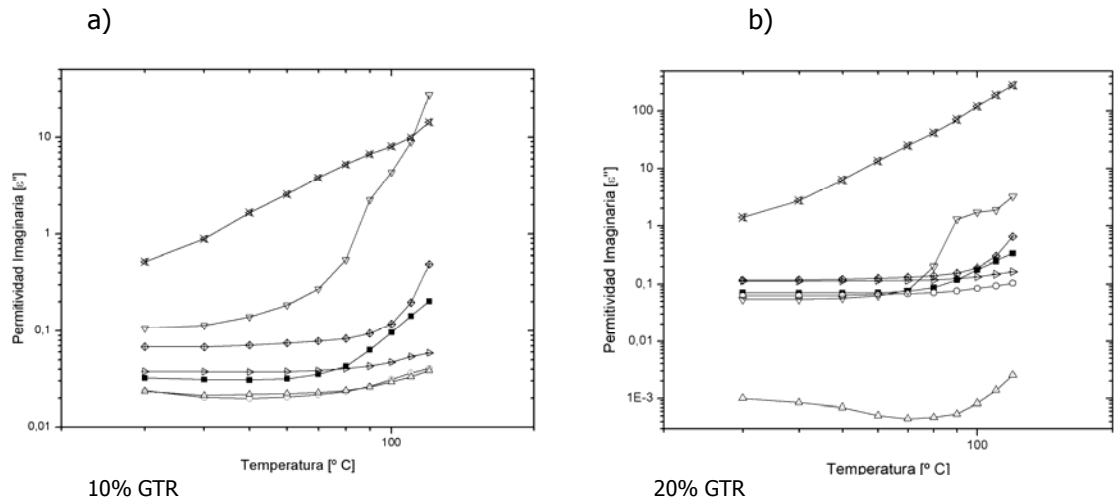 a)
10
1
0,1
0,01
100
Permitividad Imaginaria [ε"]
Temperatura [º C]
10% GTR
b)
100
10
1
0,1
0,01
1E-3
100
Permitividad Imaginaria [ε"]
Temperatura [º C]
20% GTR